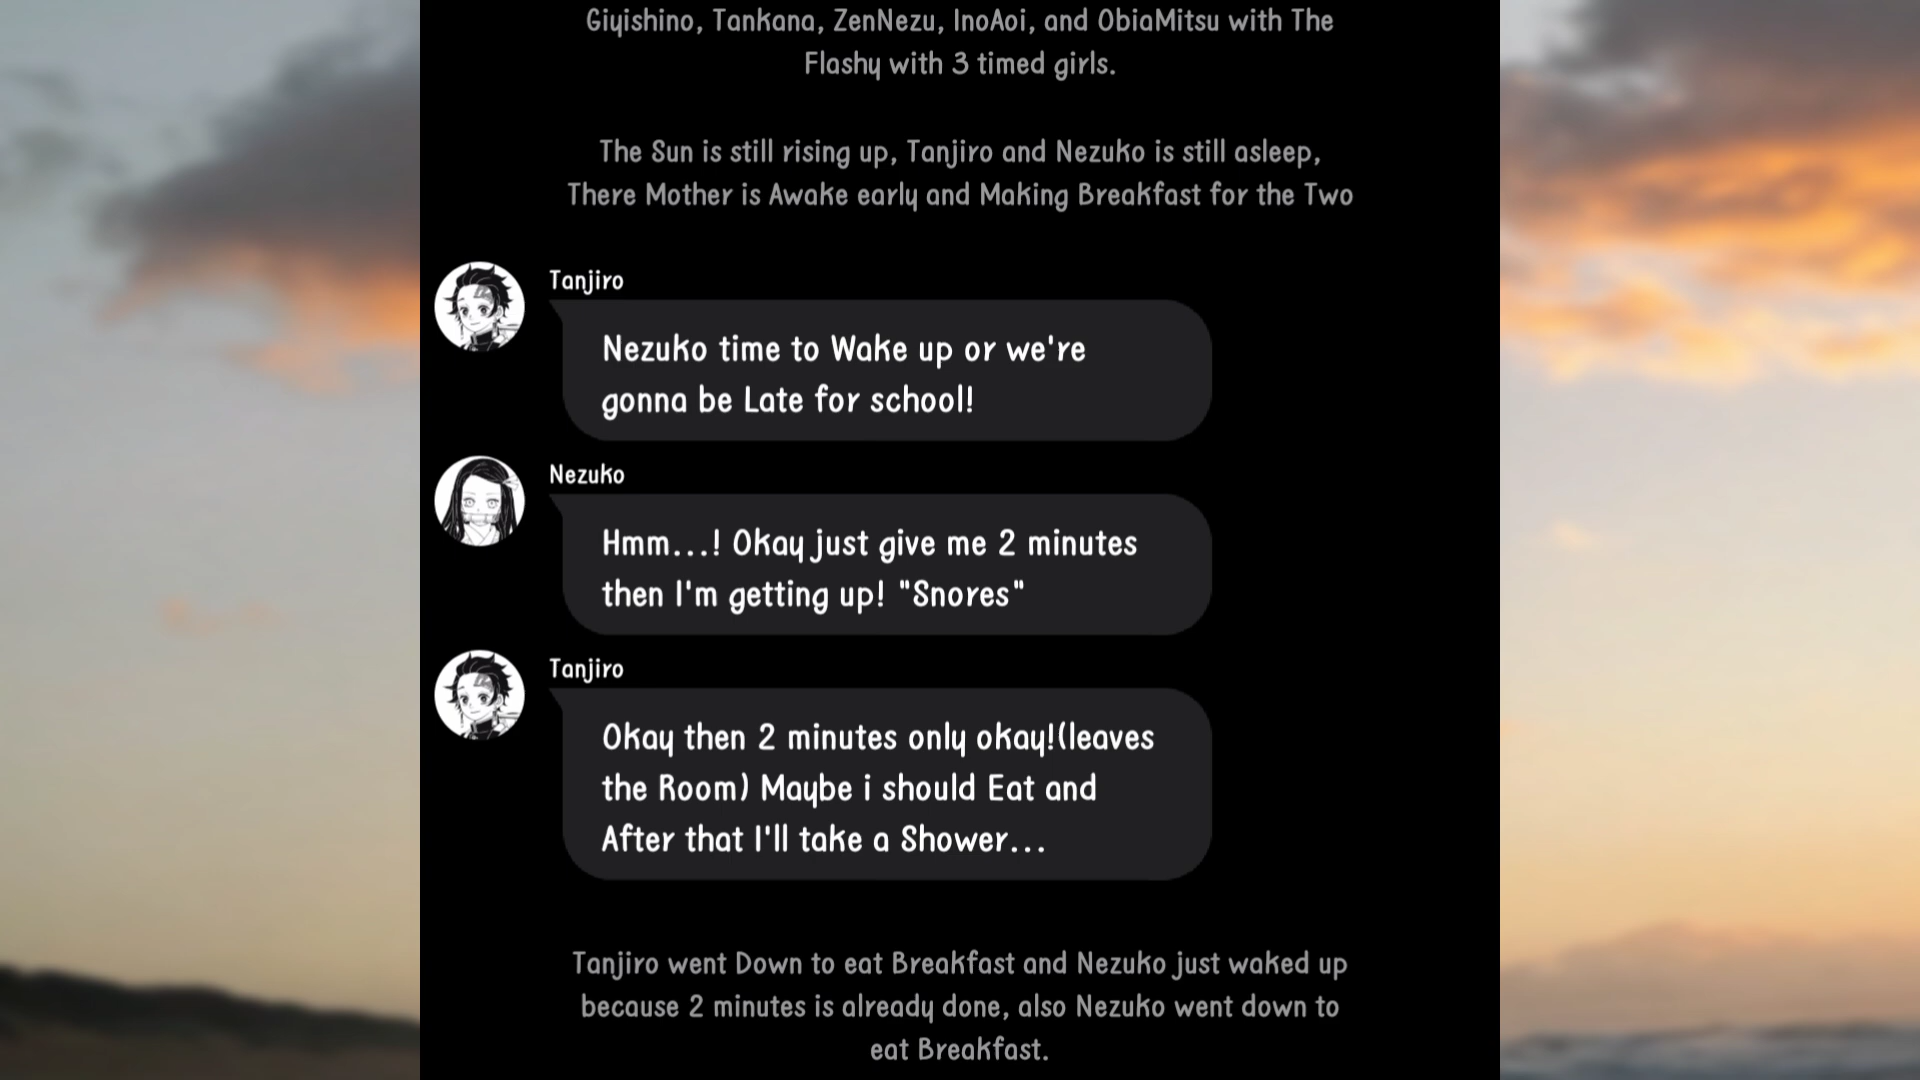 Giyishino, Tankana, ZenNezu, InoAoi, and ObiaMitsu with The
Flashy with 3 timed girls.
The Sun is still rising up, Tanjiro and Nezuko is still asleep,
There Mother is Awake early and Making Breakfast for the Two
Tanjiro
Nezuko time to Wake up or we're
gonna be Late for school!
Nezuko
Hmm...! Okay just give me 2 minutes
then I'm getting up! "Snores"
Tanjiro
Okay then 2 minutes only okay!(leaves
the Room) Maybe i should Eat and
After that I'll take a Shower...
Tanjiro went Down to eat Breakfast and Nezuko just waked up
because 2 minutes is already done, also Nezuko went down to
eat Breakfast.